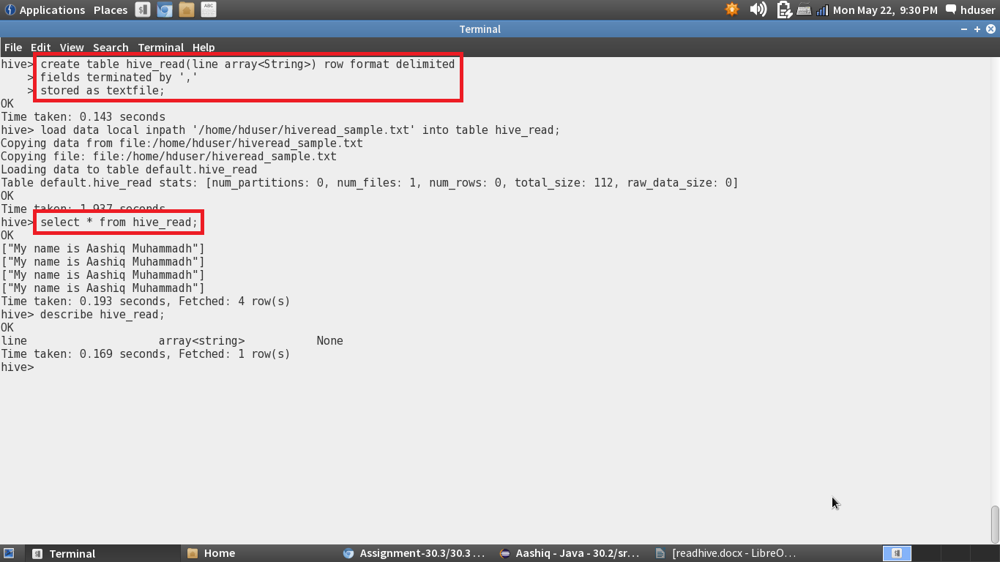 Applications Places Mon May 22, 9:30 PM hduser
Terminal
File Edit View Search Terminal Help
hive> create table hive_read(line array<String>) row format delimited
    > fields terminated by ','
    > stored as textfile;
OK
Time taken: 0.143 seconds
hive> load data local inpath '/home/hduser/hiveread_sample.txt' into table hive_read;
Copying data from file:/home/hduser/hiveread_sample.txt
Copying file: file:/home/hduser/hiveread_sample.txt
Loading data to table default.hive_read
Table default.hive_read stats: [num_partitions: 0, num_files: 1, num_rows: 0, total_size: 112, raw_data_size: 0]
OK
Time taken: 1.937 seconds
hive> select * from hive_read;
OK
["My name is Aashiq Muhammadh"]
["My name is Aashiq Muhammadh"]
["My name is Aashiq Muhammadh"]
["My name is Aashiq Muhammadh"]
Time taken: 0.193 seconds, Fetched: 4 row(s)
hive> describe hive_read;
OK
line                    array<string>           None
Time taken: 0.169 seconds, Fetched: 1 row(s)
hive>
Terminal Home Assignment-30.3/30.3 ... Aashiq - Java - 30.2/sr... [readhive.docx - LibreO...